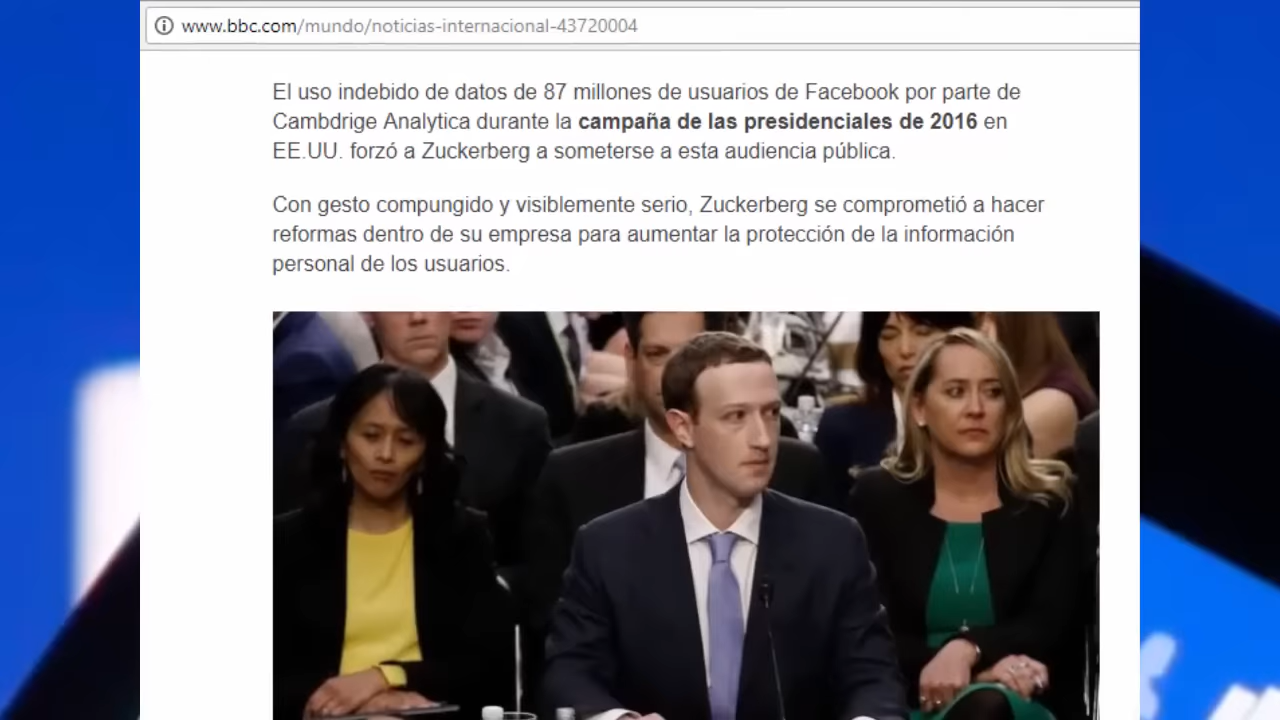 www.bbc.com/mundo/noticias-internacional-43720004
El uso indebido de datos de 87 millones de usuarios de Facebook por parte de
Cambdrige Analytica durante la campaña de las presidenciales de 2016 en
EE.UU. forzó a Zuckerberg a someterse a esta audiencia pública.
Con gesto compungido y visiblemente serio, Zuckerberg se comprometió a hacer
reformas dentro de su empresa para aumentar la protección de la información
personal de los usuarios.